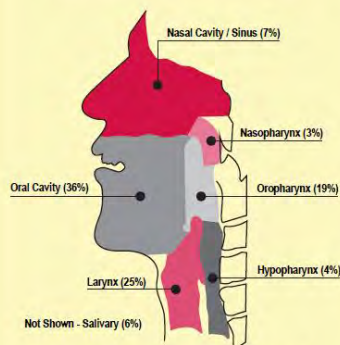 Nasal Cavity / Sinus (7%)
Nasopharynx (3%)
Oral Cavity (36%)
Oropharynx (19%)
Hypopharynx (4%)
Larynx (25%)
Not Shown - Salivary (6%)